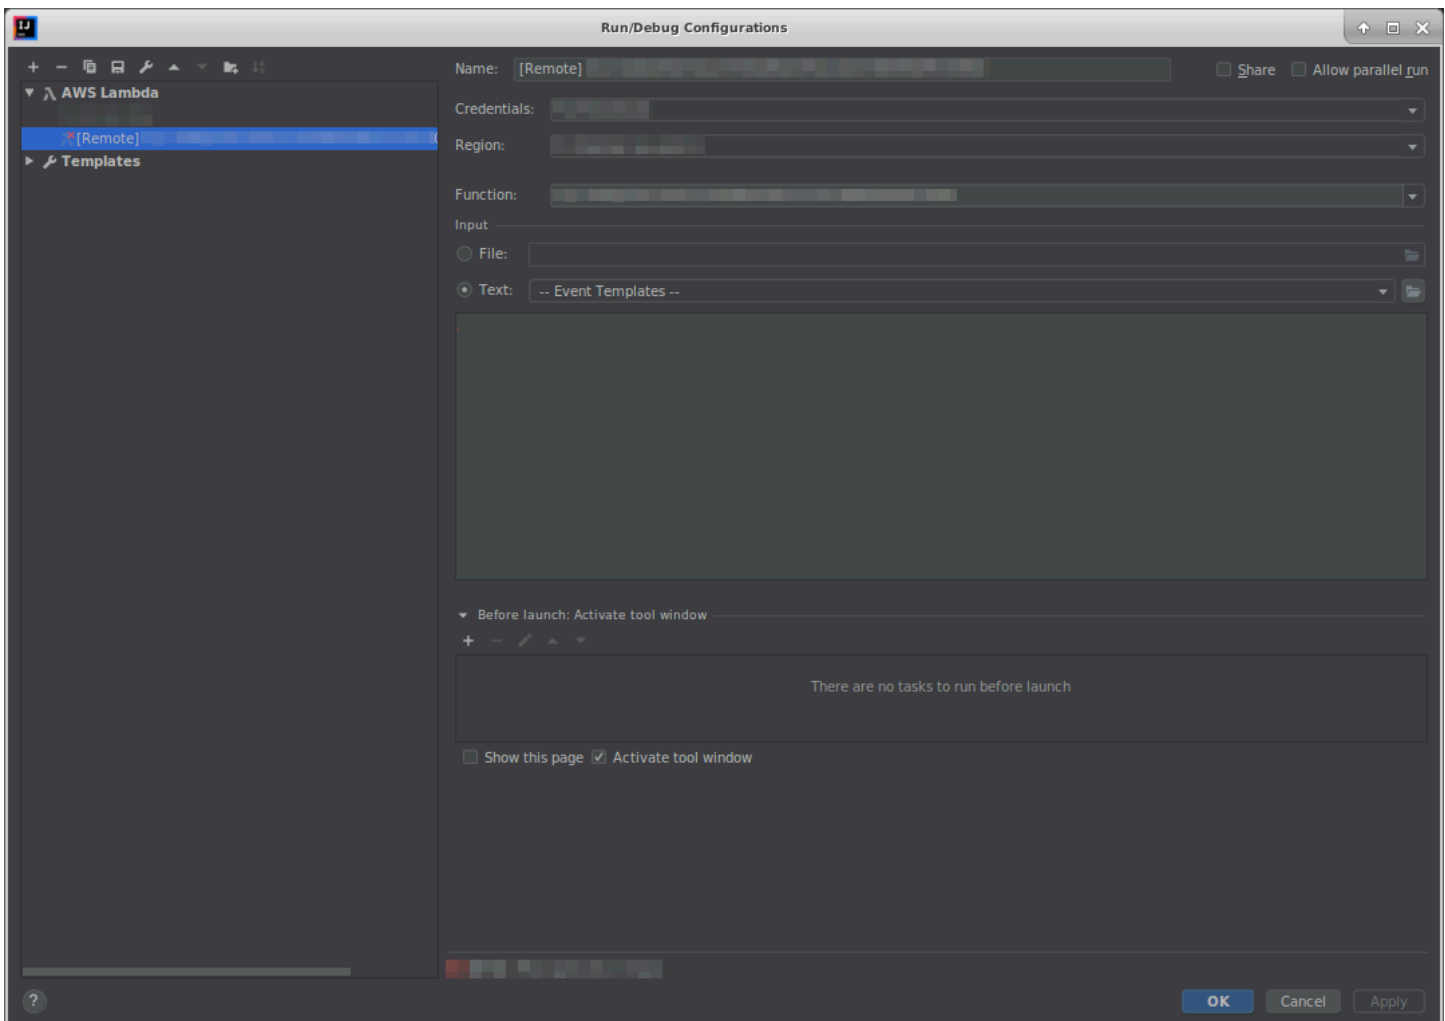 Run/Debug Configurations
Name: [Remote]
Share
Allow parallel run
AWS Lambda
[Remote]
Templates
Credentials:
Region:
Function:
Input
File:
Text: -- Event Templates --
Before launch: Activate tool window
There are no tasks to run before launch
Show this page
Activate tool window
?
OK
Cancel
Apply